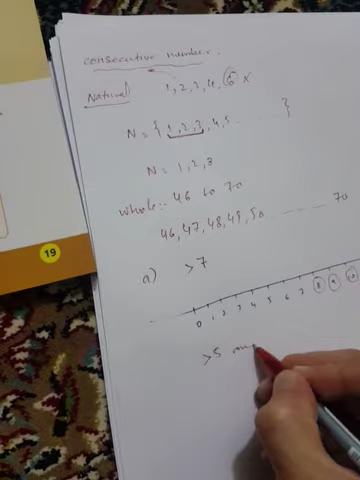 consecutive number.
Natural 1, 2, 3, 4, 6 x
N = { 1, 2, 3, 4, 5 . . . . . . . . }
N = 1, 2, 3
whole :- 46 to 70
46, 47, 48, 49, 50 ........ 70
19
a) >7
0 1 2 3 4 5 6 7 8 9 10
>5